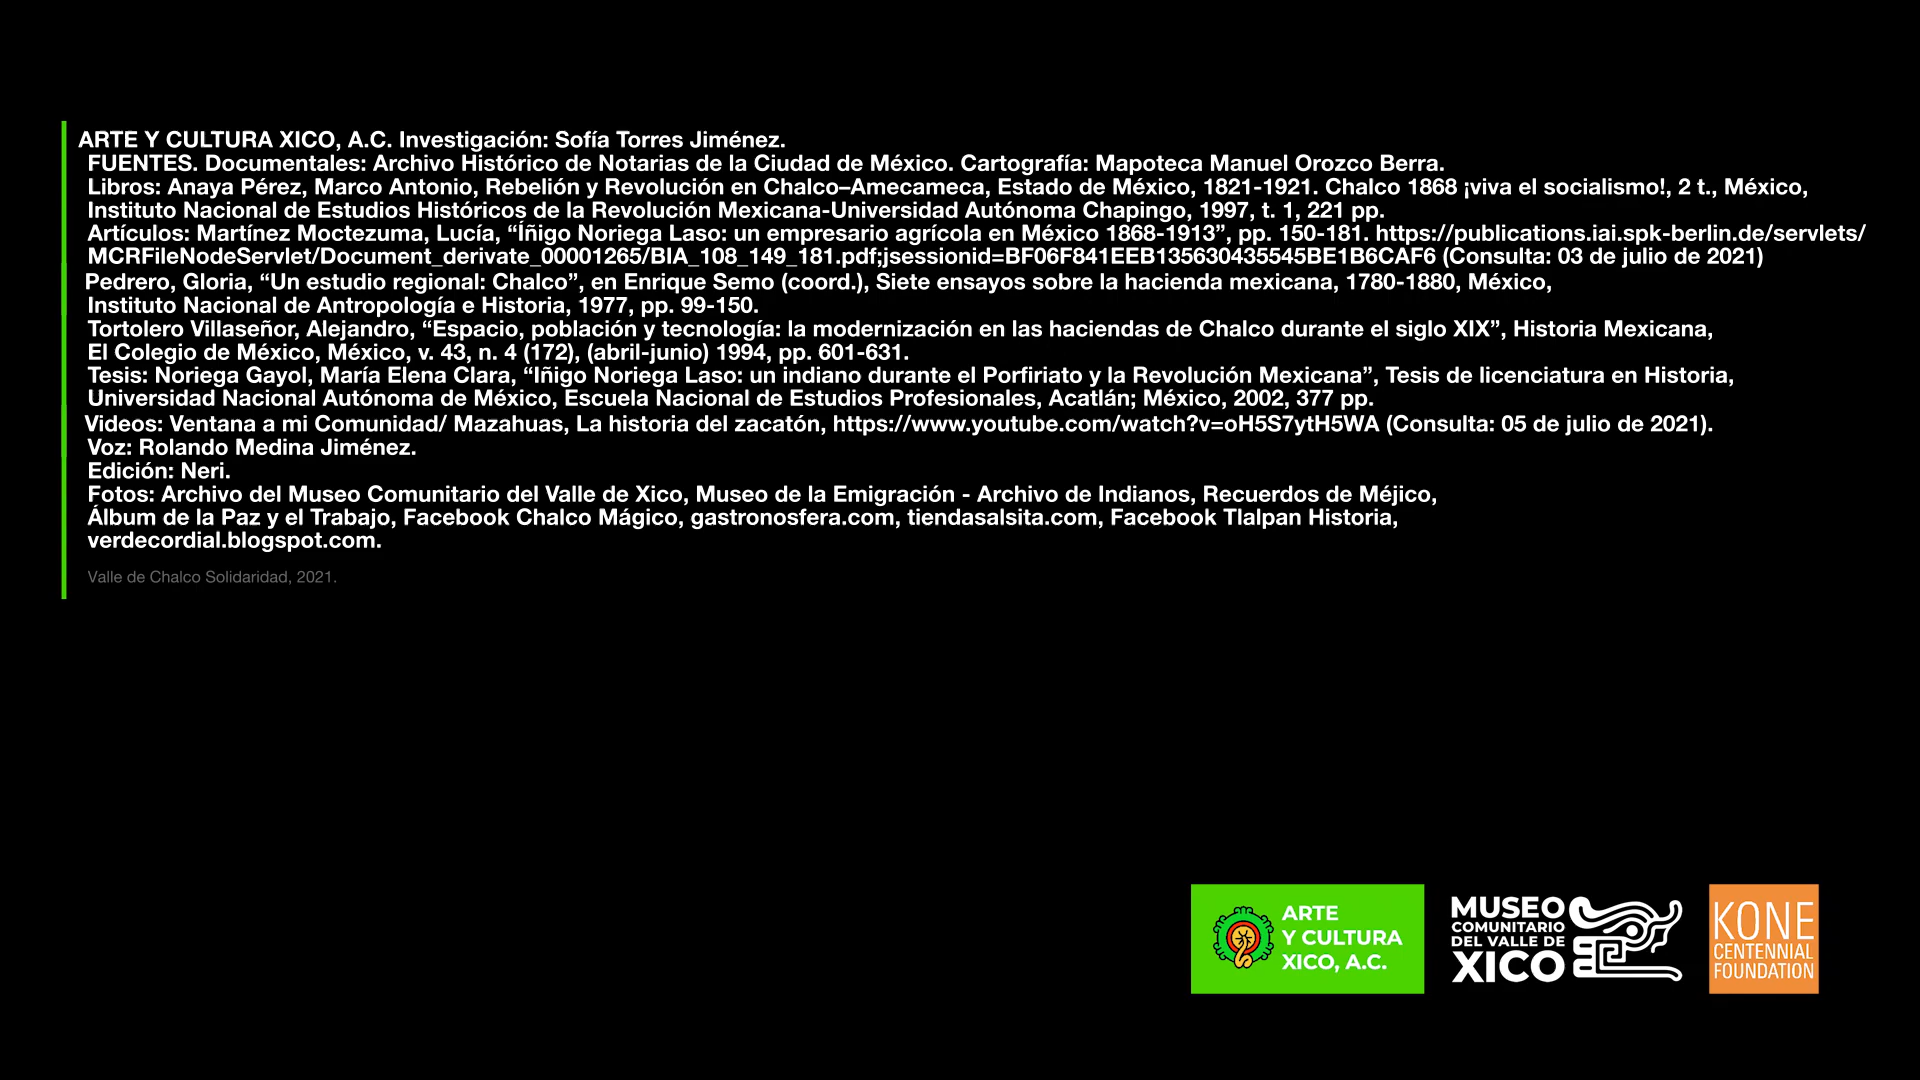 ARTE Y CULTURA XICO, A.C. Investigación: Sofía Torres Jiménez.
FUENTES. Documentales: Archivo Histórico de Notarias de la Ciudad de México. Cartografía: Mapoteca Manuel Orozco Berra.
Libros: Anaya Pérez, Marco Antonio, Rebelión y Revolución en Chalco–Amecameca, Estado de México, 1821-1921. Chalco 1868 ¡viva el socialismo!, 2 t., México,
Instituto Nacional de Estudios Históricos de la Revolución Mexicana-Universidad Autónoma Chapingo, 1997, t. 1, 221 pp.
Artículos: Martínez Moctezuma, Lucía, “Íñigo Noriega Laso: un empresario agrícola en México 1868-1913”, pp. 150-181. https://publications.iai.spk-berlin.de/servlets/
MCRFileNodeServlet/Document_derivate_00001265/BIA_108_149_181.pdf;jsessionid=BF06F841EEB135630435545BE1B6CAF6 (Consulta: 03 de julio de 2021)
Pedrero, Gloria, “Un estudio regional: Chalco”, en Enrique Semo (coord.), Siete ensayos sobre la hacienda mexicana, 1780-1880, México,
Instituto Nacional de Antropología e Historia, 1977, pp. 99-150.
Tortolero Villaseñor, Alejandro, “Espacio, población y tecnología: la modernización en las haciendas de Chalco durante el siglo XIX”, Historia Mexicana,
El Colegio de México, México, v. 43, n. 4 (172), (abril-junio) 1994, pp. 601-631.
Tesis: Noriega Gayol, María Elena Clara, “Iñigo Noriega Laso: un indiano durante el Porfiriato y la Revolución Mexicana”, Tesis de licenciatura en Historia,
Universidad Nacional Autónoma de México, Escuela Nacional de Estudios Profesionales, Acatlán; México, 2002, 377 pp.
Videos: Ventana a mi Comunidad/ Mazahuas, La historia del zacatón, https://www.youtube.com/watch?v=oH5S7ytH5WA (Consulta: 05 de julio de 2021).
Voz: Rolando Medina Jiménez.
Edición: Neri.
Fotos: Archivo del Museo Comunitario del Valle de Xico, Museo de la Emigración - Archivo de Indianos, Recuerdos de Méjico,
Álbum de la Paz y el Trabajo, Facebook Chalco Mágico, gastronosfera.com, tiendasalsita.com, Facebook Tlalpan Historia,
verdecordial.blogspot.com.
Valle de Chalco Solidaridad, 2021.
ARTE
Y CULTURA
XICO, A.C.
MUSEO
COMUNITARIO
DEL VALLE DE
XICO
KONE
CENTENNIAL
FOUNDATION